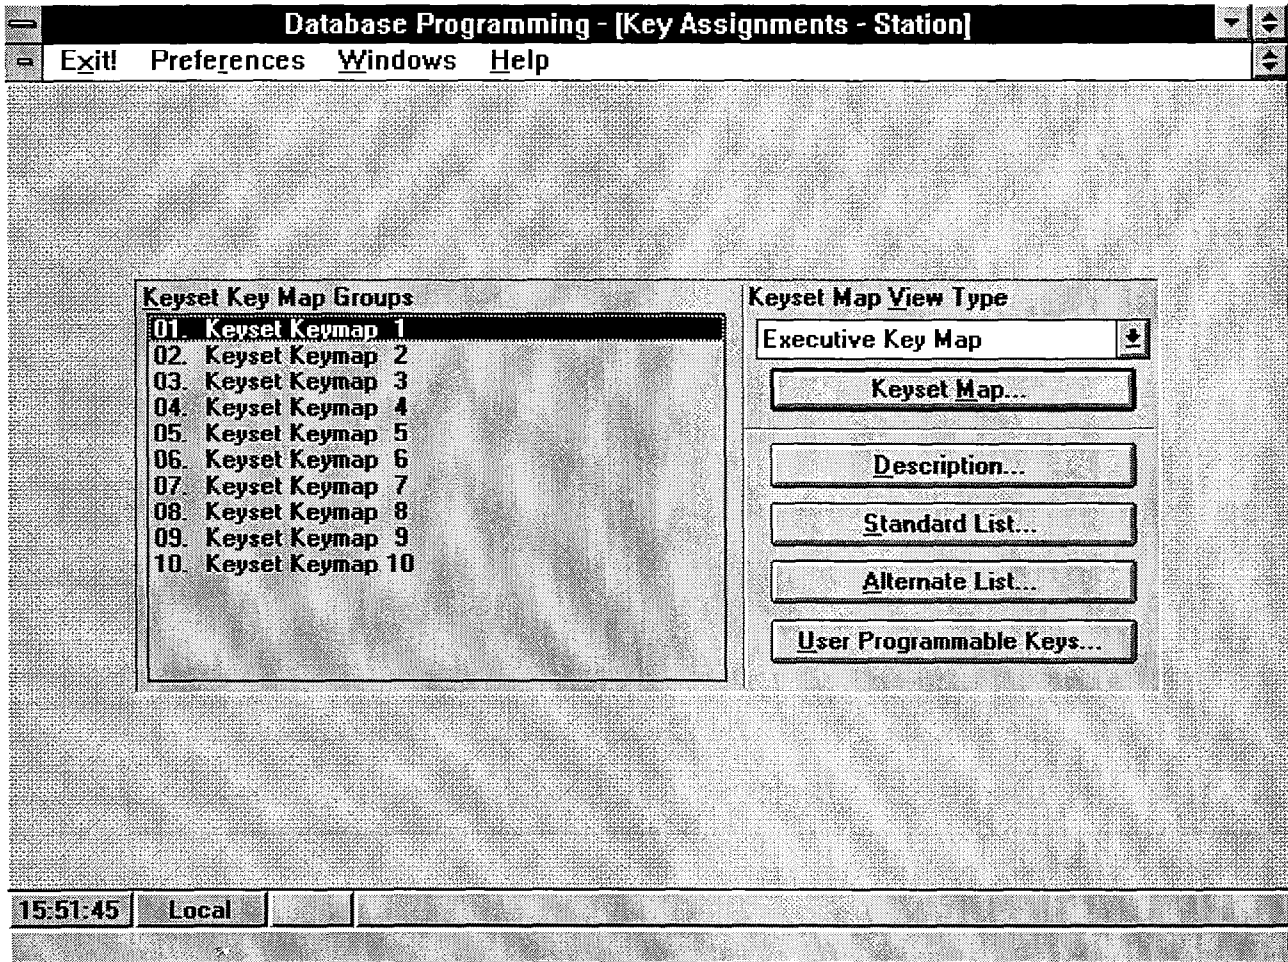 Database Programming - [Key Assignments - Station]
Exit! Preferences Windows Help
Keyset Key Map Groups
01. Keyset Keymap 1
02. Keyset Keymap 2
03. Keyset Keymap 3
04. Keyset Keymap 4
05. Keyset Keymap 5
06. Keyset Keymap 6
07. Keyset Keymap 7
08. Keyset Keymap 8
09. Keyset Keymap 9
10. Keyset Keymap 10
Keyset Map View Type
Executive Key Map
Keyset Map...
Description...
Standard List...
Alternate List...
User Programmable Keys...
15:51:45 Local